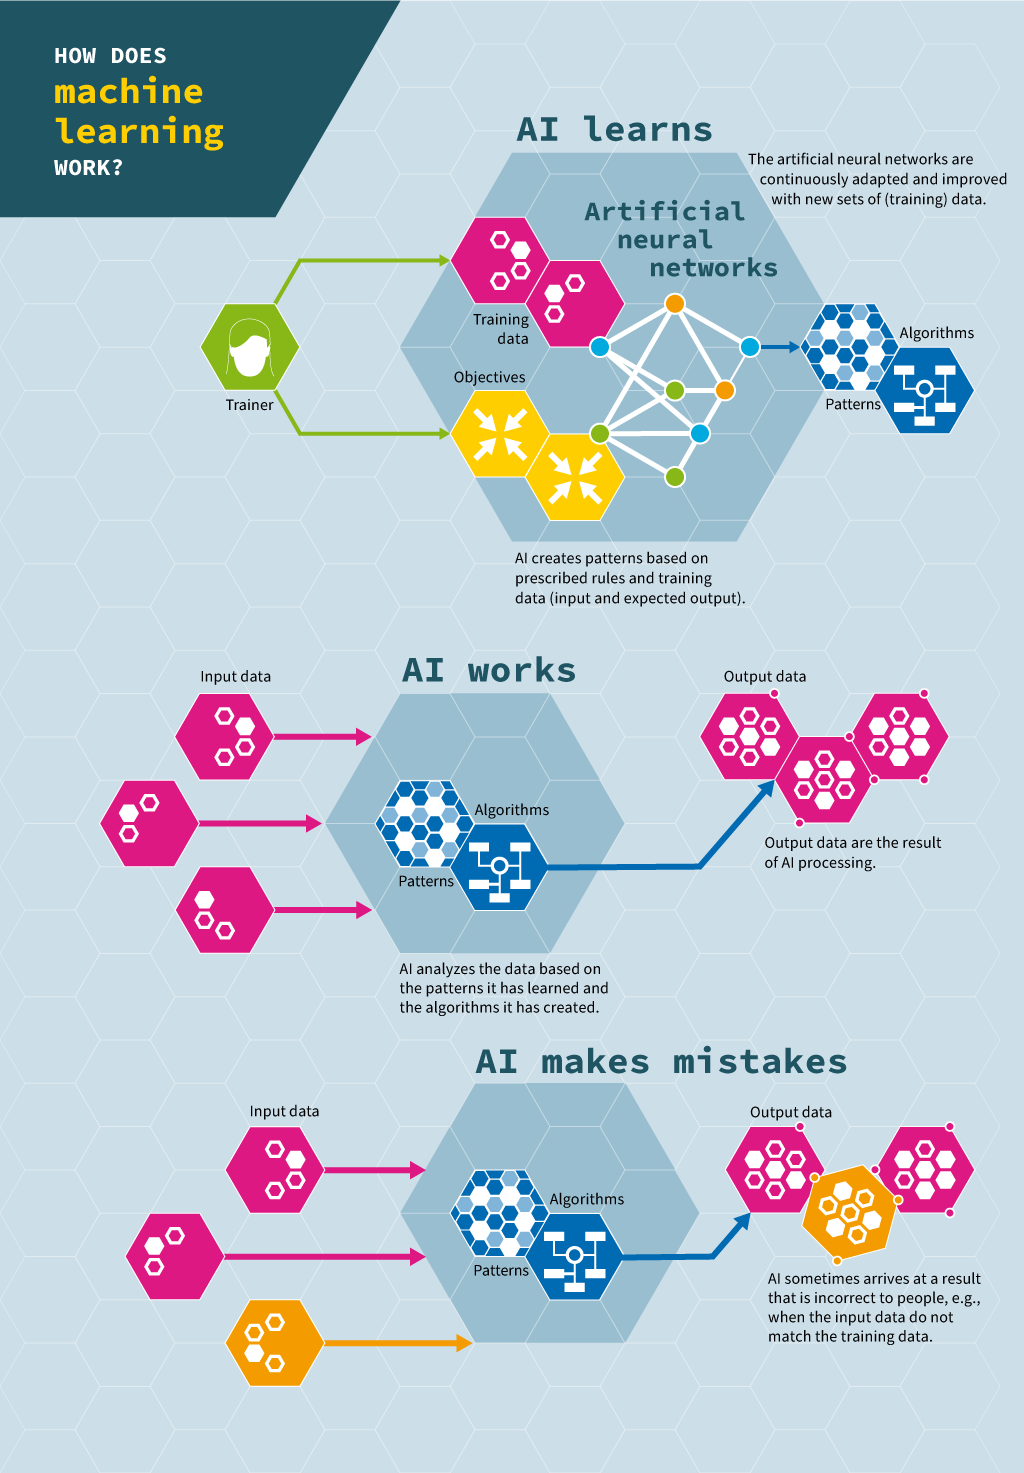 HOW DOES
machine
learning
WORK?
AI learns
The artificial neural networks are
continuously adapted and improved
with new sets of (training) data.
Artificial
neural
networks
Training
data
Algorithms
Objectives
Trainer
Patterns
AI creates patterns based on
prescribed rules and training
data (input and expected output).
AI works
Input data
Output data
Algorithms
Patterns
Output data are the result
of AI processing.
AI analyzes the data based on
the patterns it has learned and
the algorithms it has created.
AI makes mistakes
Input data
Output data
Algorithms
Patterns
AI sometimes arrives at a result
that is incorrect to people, e.g.,
when the input data do not
match the training data.